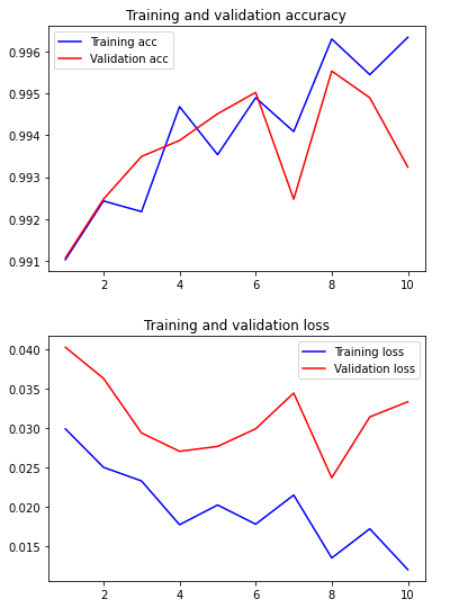 Training and validation accuracy
0.996
0.995
0.994
0.993
0.992
0.991
Training acc
Validation acc
2 4 6 8 10
Training and validation loss
0.040
0.035
0.030
0.025
0.020
0.015
Training loss
Validation loss
2 4 6 8 10